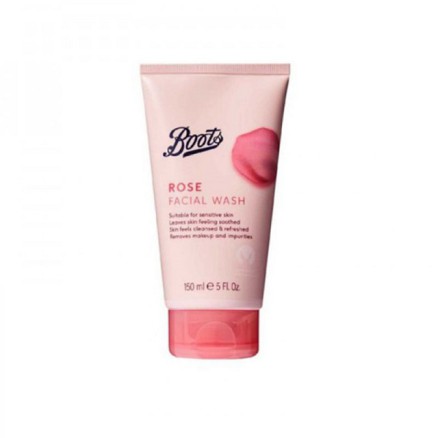 Boots
ROSE
FACIAL WASH
Suitable for sensitive skin
Leaves skin feeling soothed
Skin feels cleansed & refreshed
Removes makeup and impurities
150 ml ℮ 5 Fl. Oz